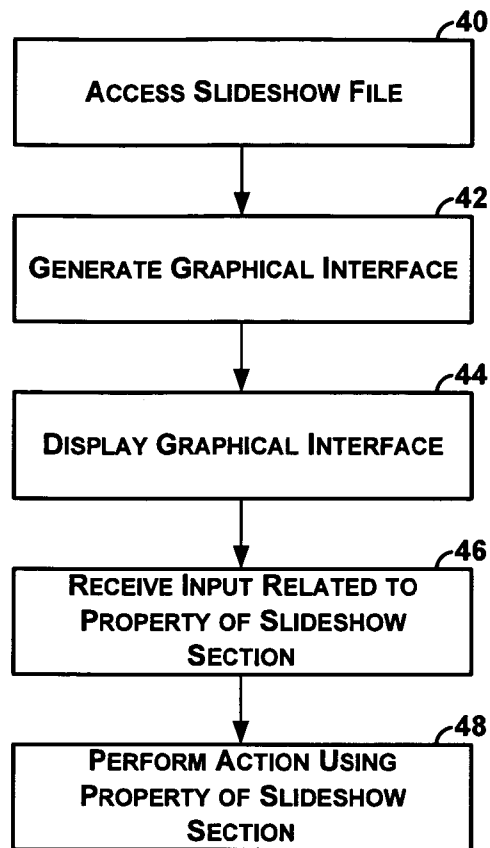 40
ACCESS SLIDESHOW FILE
42
GENERATE GRAPHICAL INTERFACE
44
DISPLAY GRAPHICAL INTERFACE
46
RECEIVE INPUT RELATED TO
PROPERTY OF SLIDESHOW
SECTION
48
PERFORM ACTION USING
PROPERTY OF SLIDESHOW
SECTION